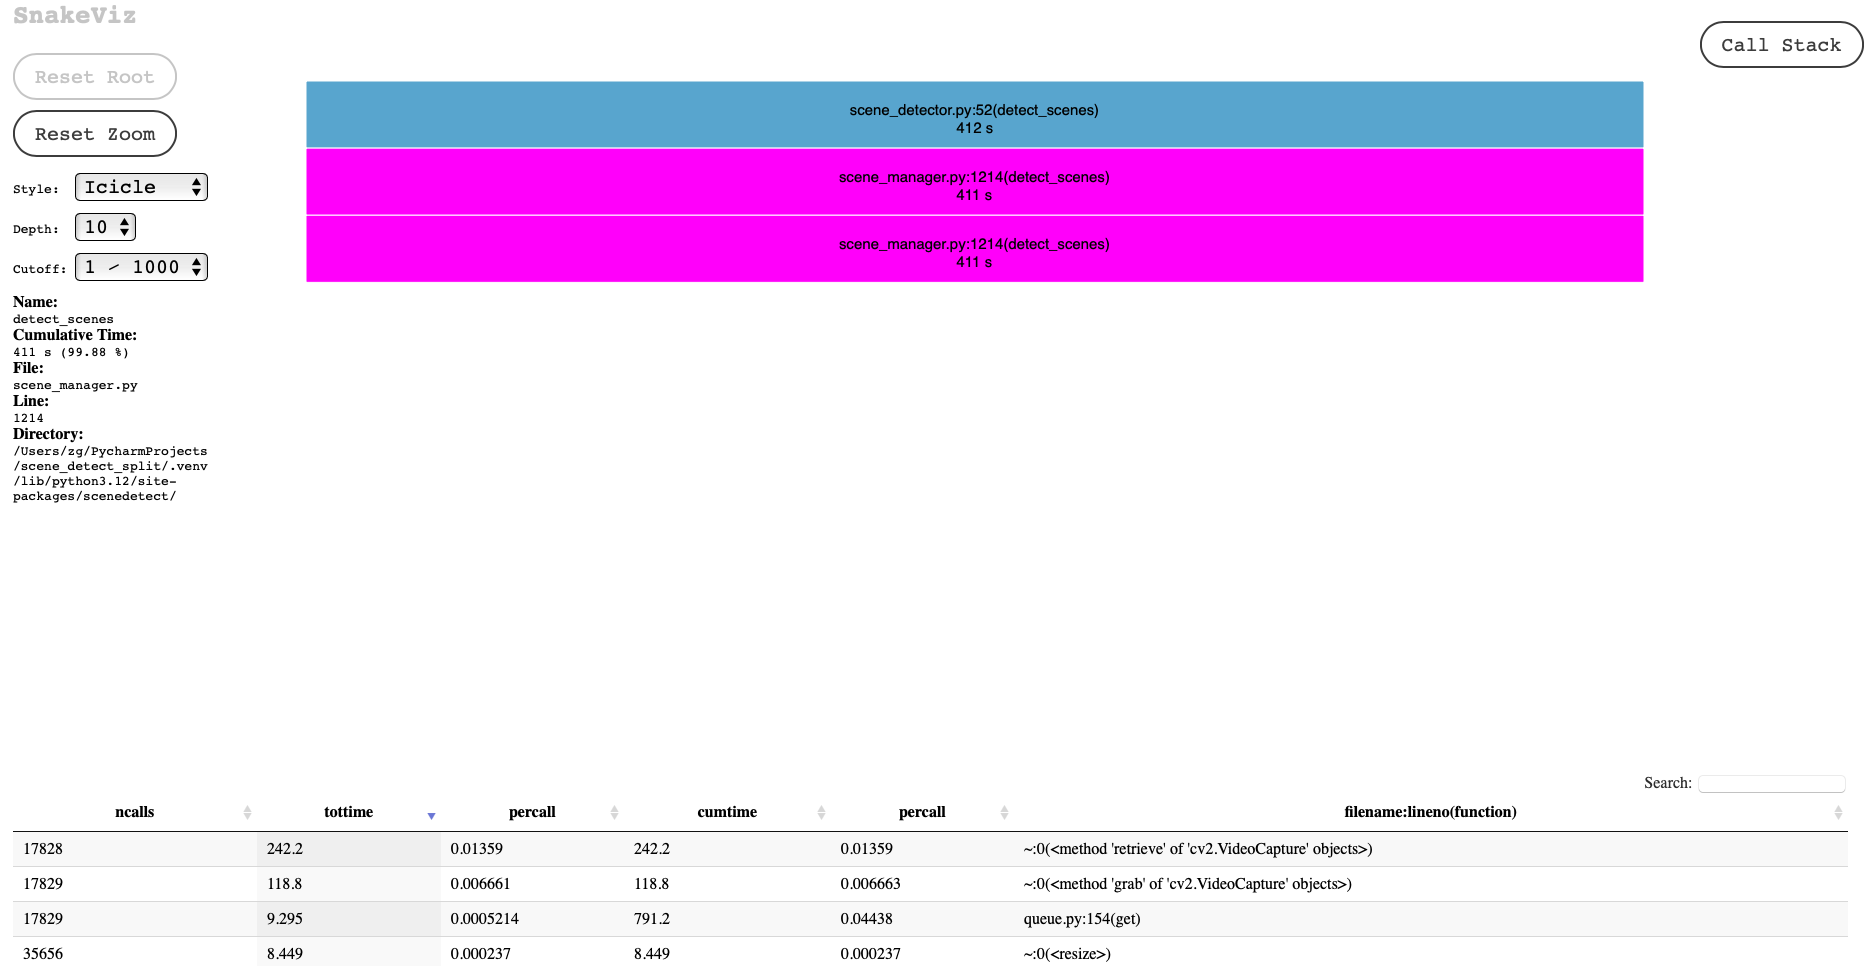 SnakeViz
Call Stack
Reset Root
Reset Zoom
Style: Icicle
Depth: 10
Cutoff: 1 / 1000
Name:
detect_scenes
Cumulative Time:
411 s (99.88 %)
File:
scene_manager.py
Line:
1214
Directory:
/Users/zg/PycharmProjects
/scene_detect_split/.venv
/lib/python3.12/site-
packages/scenedetect/
scene_detector.py:52(detect_scenes)
412 s
scene_manager.py:1214(detect_scenes)
411 s
scene_manager.py:1214(detect_scenes)
411 s
Search:
ncalls tottime percall cumtime percall filename:lineno(function)
17828 242.2 0.01359 242.2 0.01359 ~:0(<method 'retrieve' of 'cv2.VideoCapture' objects>)
17829 118.8 0.006661 118.8 0.006663 ~:0(<method 'grab' of 'cv2.VideoCapture' objects>)
17829 9.295 0.0005214 791.2 0.04438 queue.py:154(get)
35656 8.449 0.000237 8.449 0.000237 ~:0(<resize>)